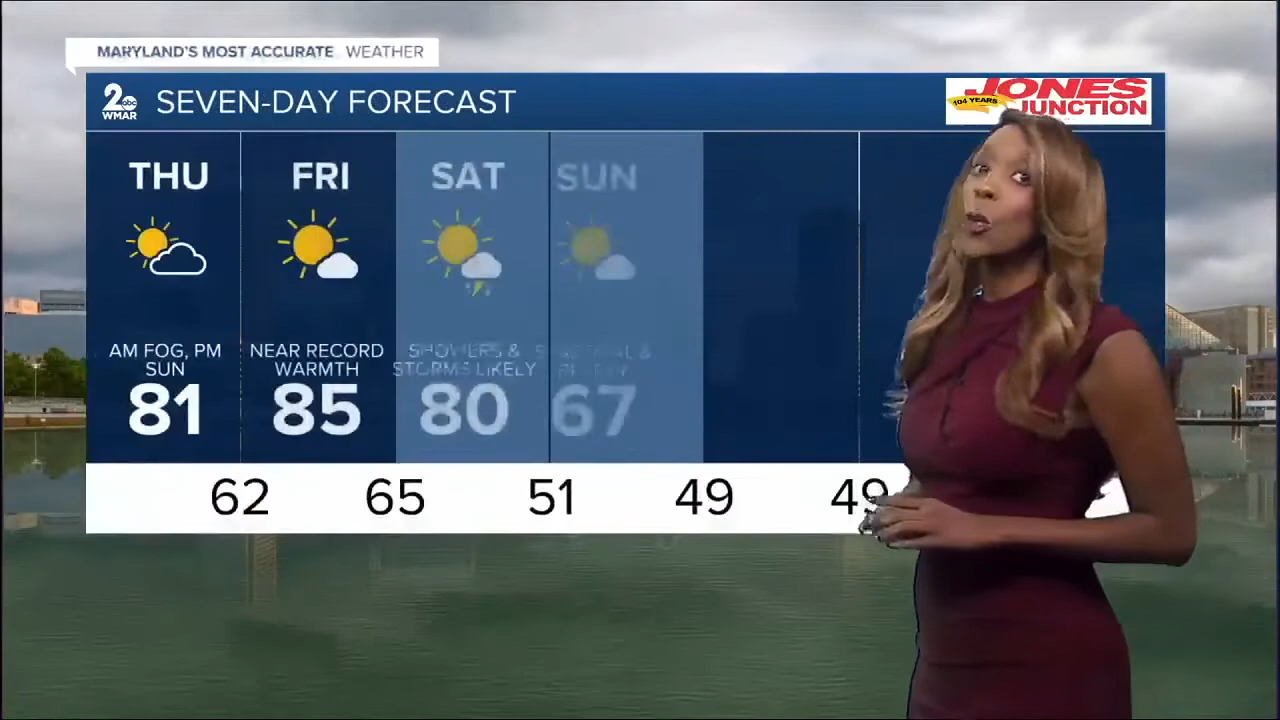 MARYLAND'S MOST ACCURATE WEATHER
2 abc
WMAR
SEVEN-DAY FORECAST
JONES
104 YEARS
JUNCTION
THU
FRI
SAT
SUN
AM FOG, PM
SUN
NEAR RECORD
WARMTH
SHOWERS &
STORMS LIKELY
81
85
80
67
62
65
51
49
49